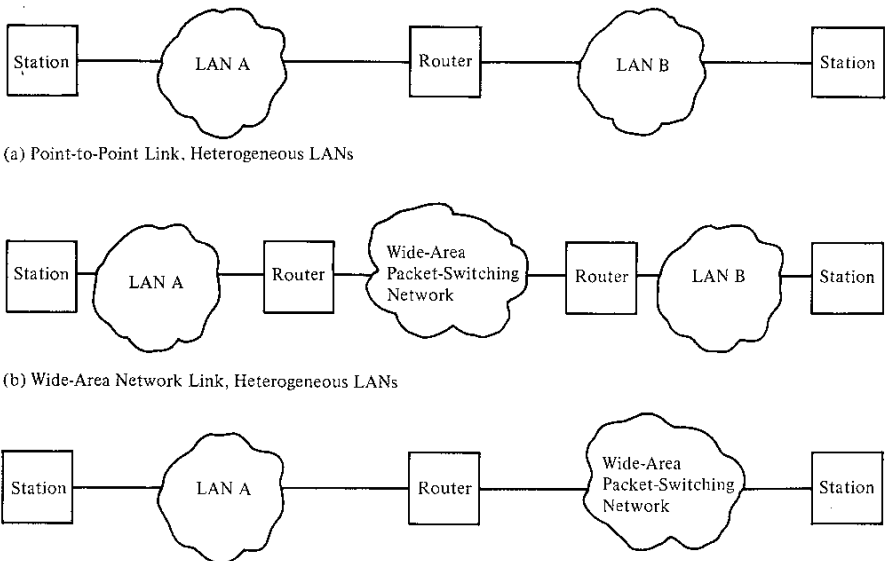 Station
LAN A
Router
LAN B
Station
(a) Point-to-Point Link, Heterogeneous LANs
Station
LAN A
Router
Wide-Area
Packet-Switching
Network
Router
LAN B
Station
(b) Wide-Area Network Link, Heterogeneous LANs
Station
LAN A
Router
Wide-Area
Packet-Switching
Network
Station